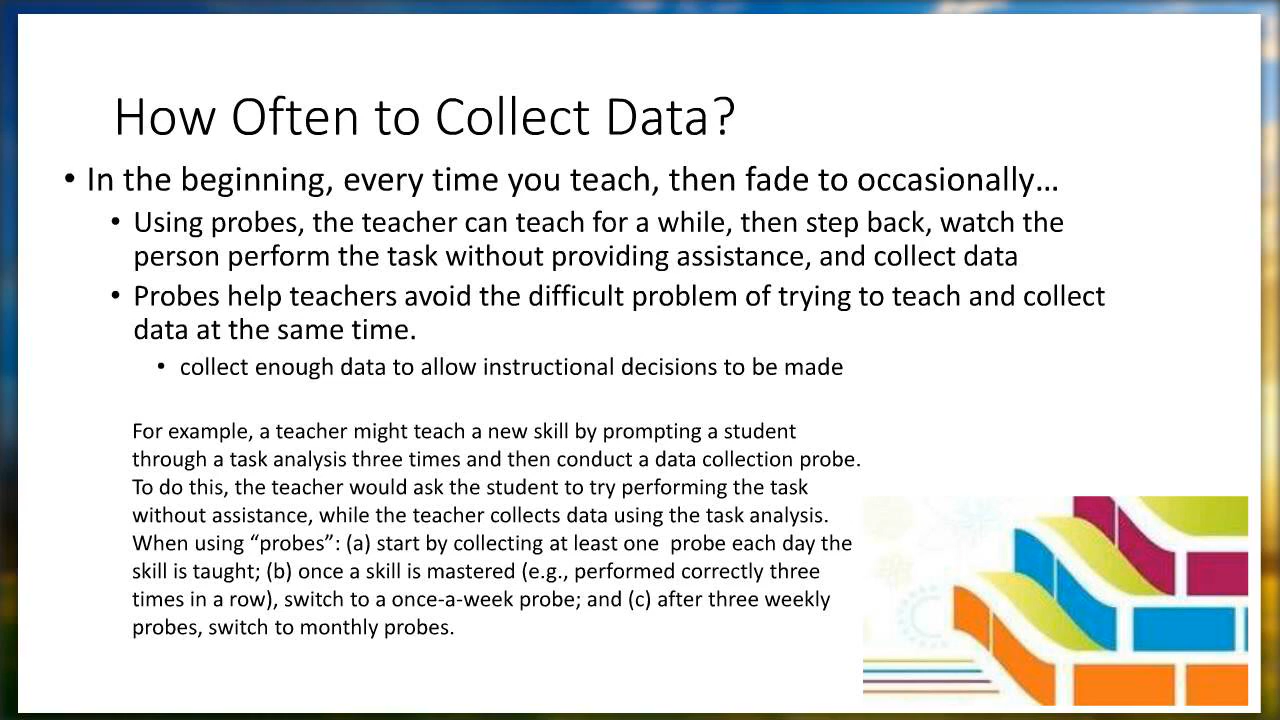 How Often to Collect Data?
• In the beginning, every time you teach, then fade to occasionally…
• Using probes, the teacher can teach for a while, then step back, watch the
person perform the task without providing assistance, and collect data
• Probes help teachers avoid the difficult problem of trying to teach and collect
data at the same time.
• collect enough data to allow instructional decisions to be made
For example, a teacher might teach a new skill by prompting a student
through a task analysis three times and then conduct a data collection probe.
To do this, the teacher would ask the student to try performing the task
without assistance, while the teacher collects data using the task analysis.
When using “probes”: (a) start by collecting at least one  probe each day the
skill is taught; (b) once a skill is mastered (e.g., performed correctly three
times in a row), switch to a once-a-week probe; and (c) after three weekly
probes, switch to monthly probes.